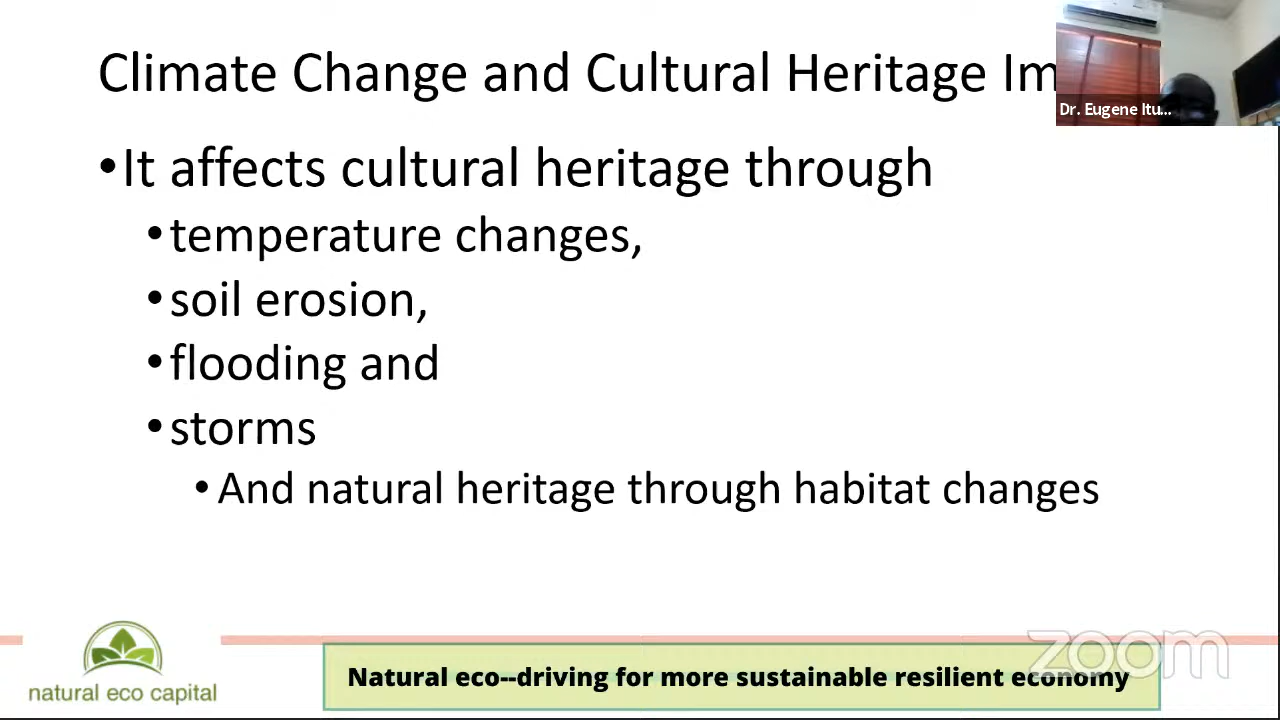 Climate Change and Cultural Heritage Im
Dr. Eugene Itu...
•It affects cultural heritage through
•temperature changes,
•soil erosion,
•flooding and
•storms
•And natural heritage through habitat changes
natural eco capital
Natural eco--driving for more sustainable resilient economy
zoom